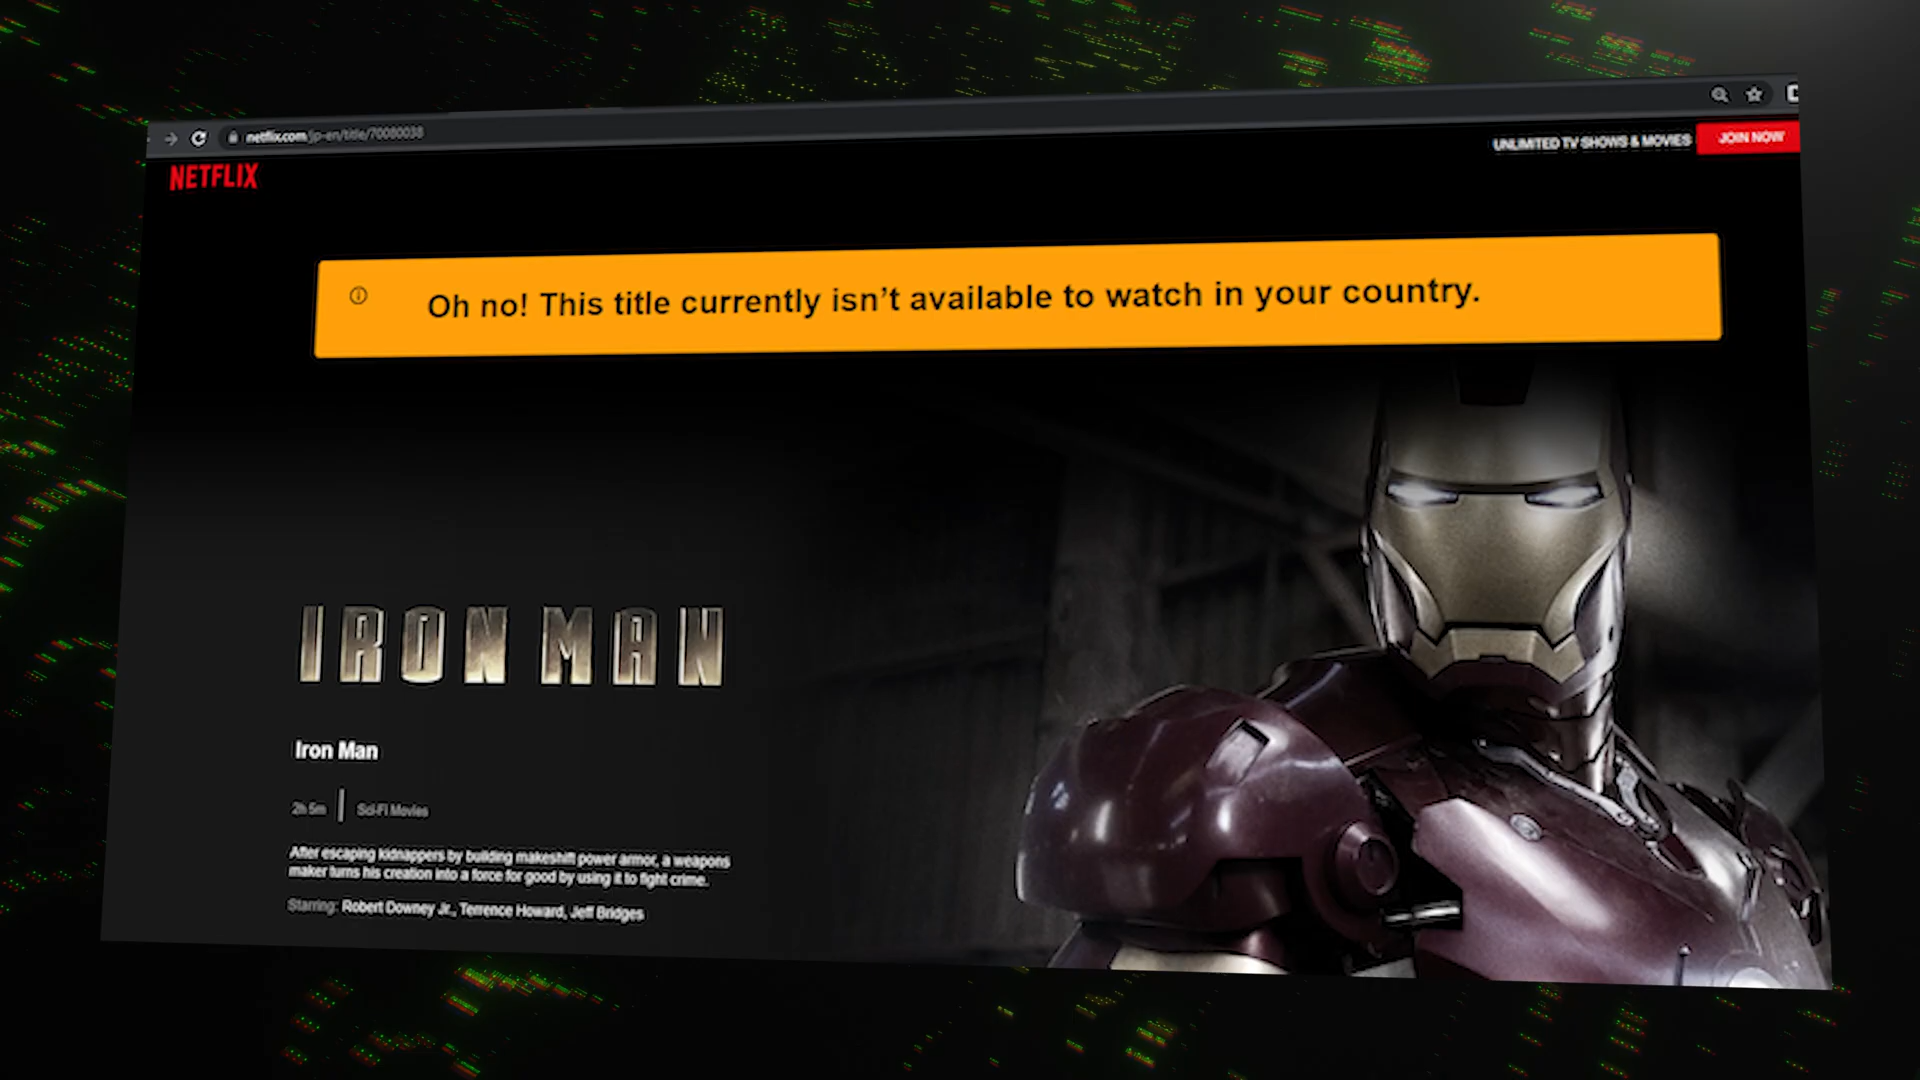 netflix.com/jp-en/title/70080038
UNLIMITED TV SHOWS & MOVIES
JOIN NOW
NETFLIX
Oh no! This title currently isn’t available to watch in your country.
IRON MAN
Iron Man
2h 5m
Sci-Fi Movies
After escaping kidnappers by building makeshift power armor, a weapons
maker turns his creation into a force for good by using it to fight crime.
Starring: Robert Downey Jr., Terrence Howard, Jeff Bridges